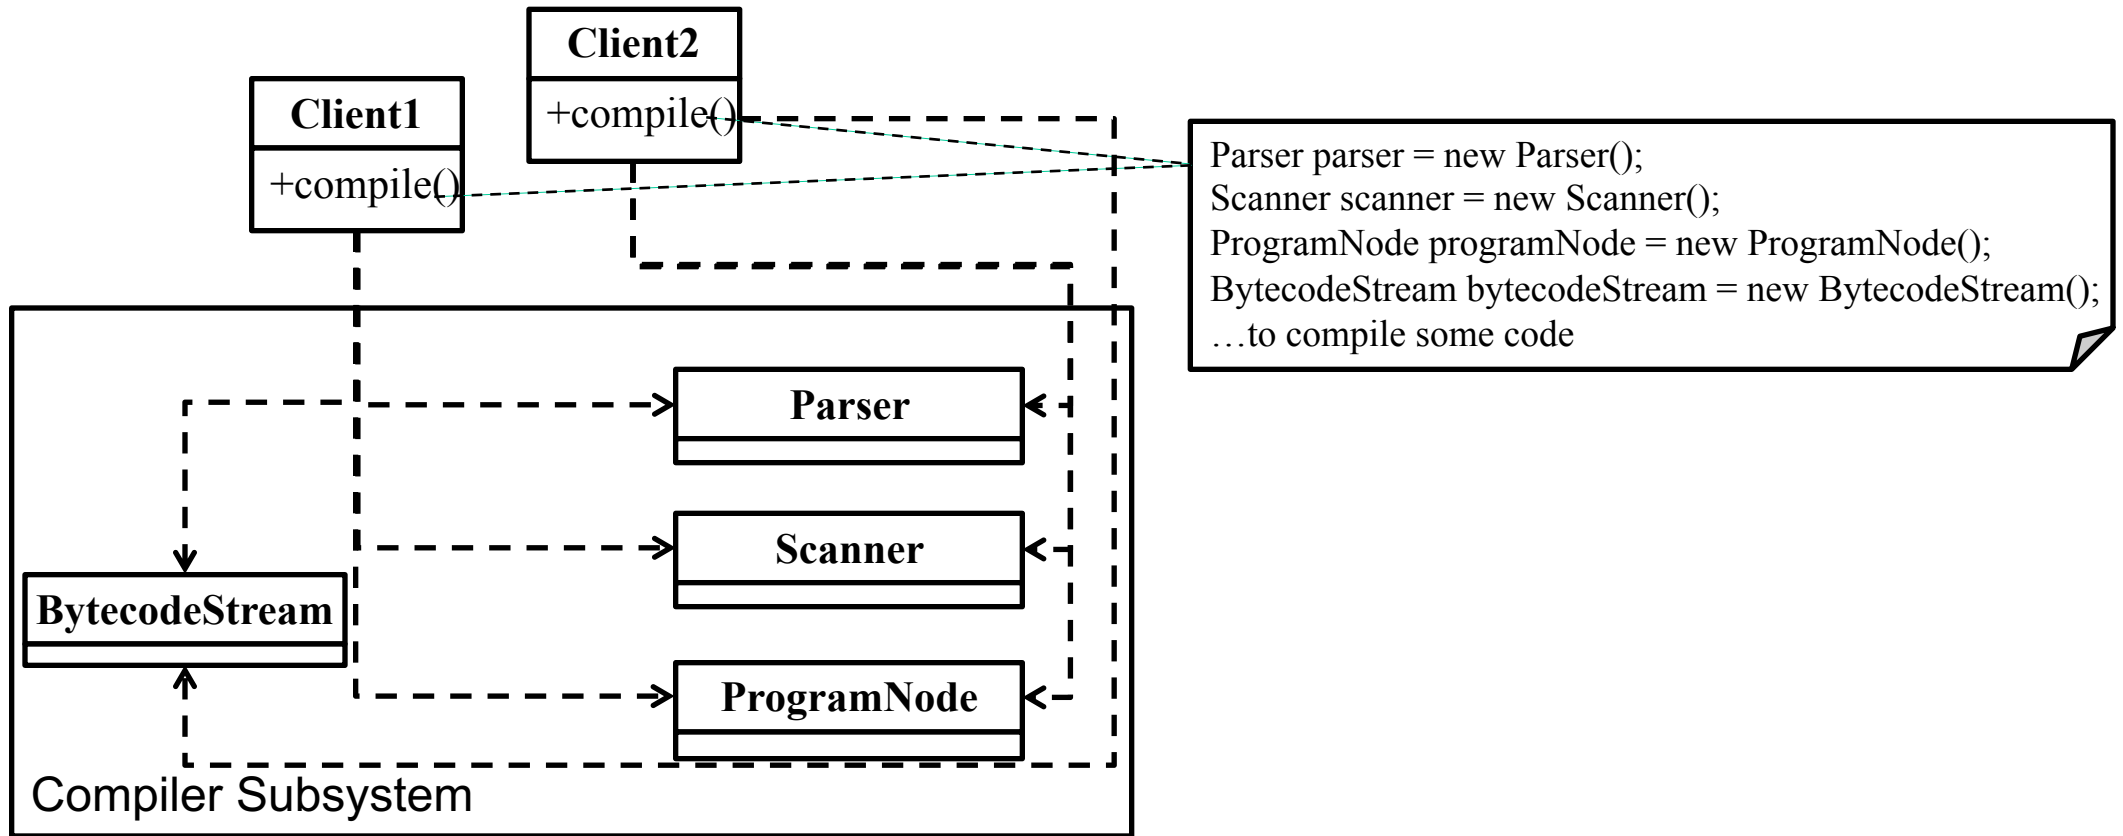 Client2
+compile()
Client1
+compile()
Parser parser = new Parser();
Scanner scanner = new Scanner();
ProgramNode programNode = new ProgramNode();
BytecodeStream bytecodeStream = new BytecodeStream();
…to compile some code
Parser
Scanner
BytecodeStream
ProgramNode
Compiler Subsystem